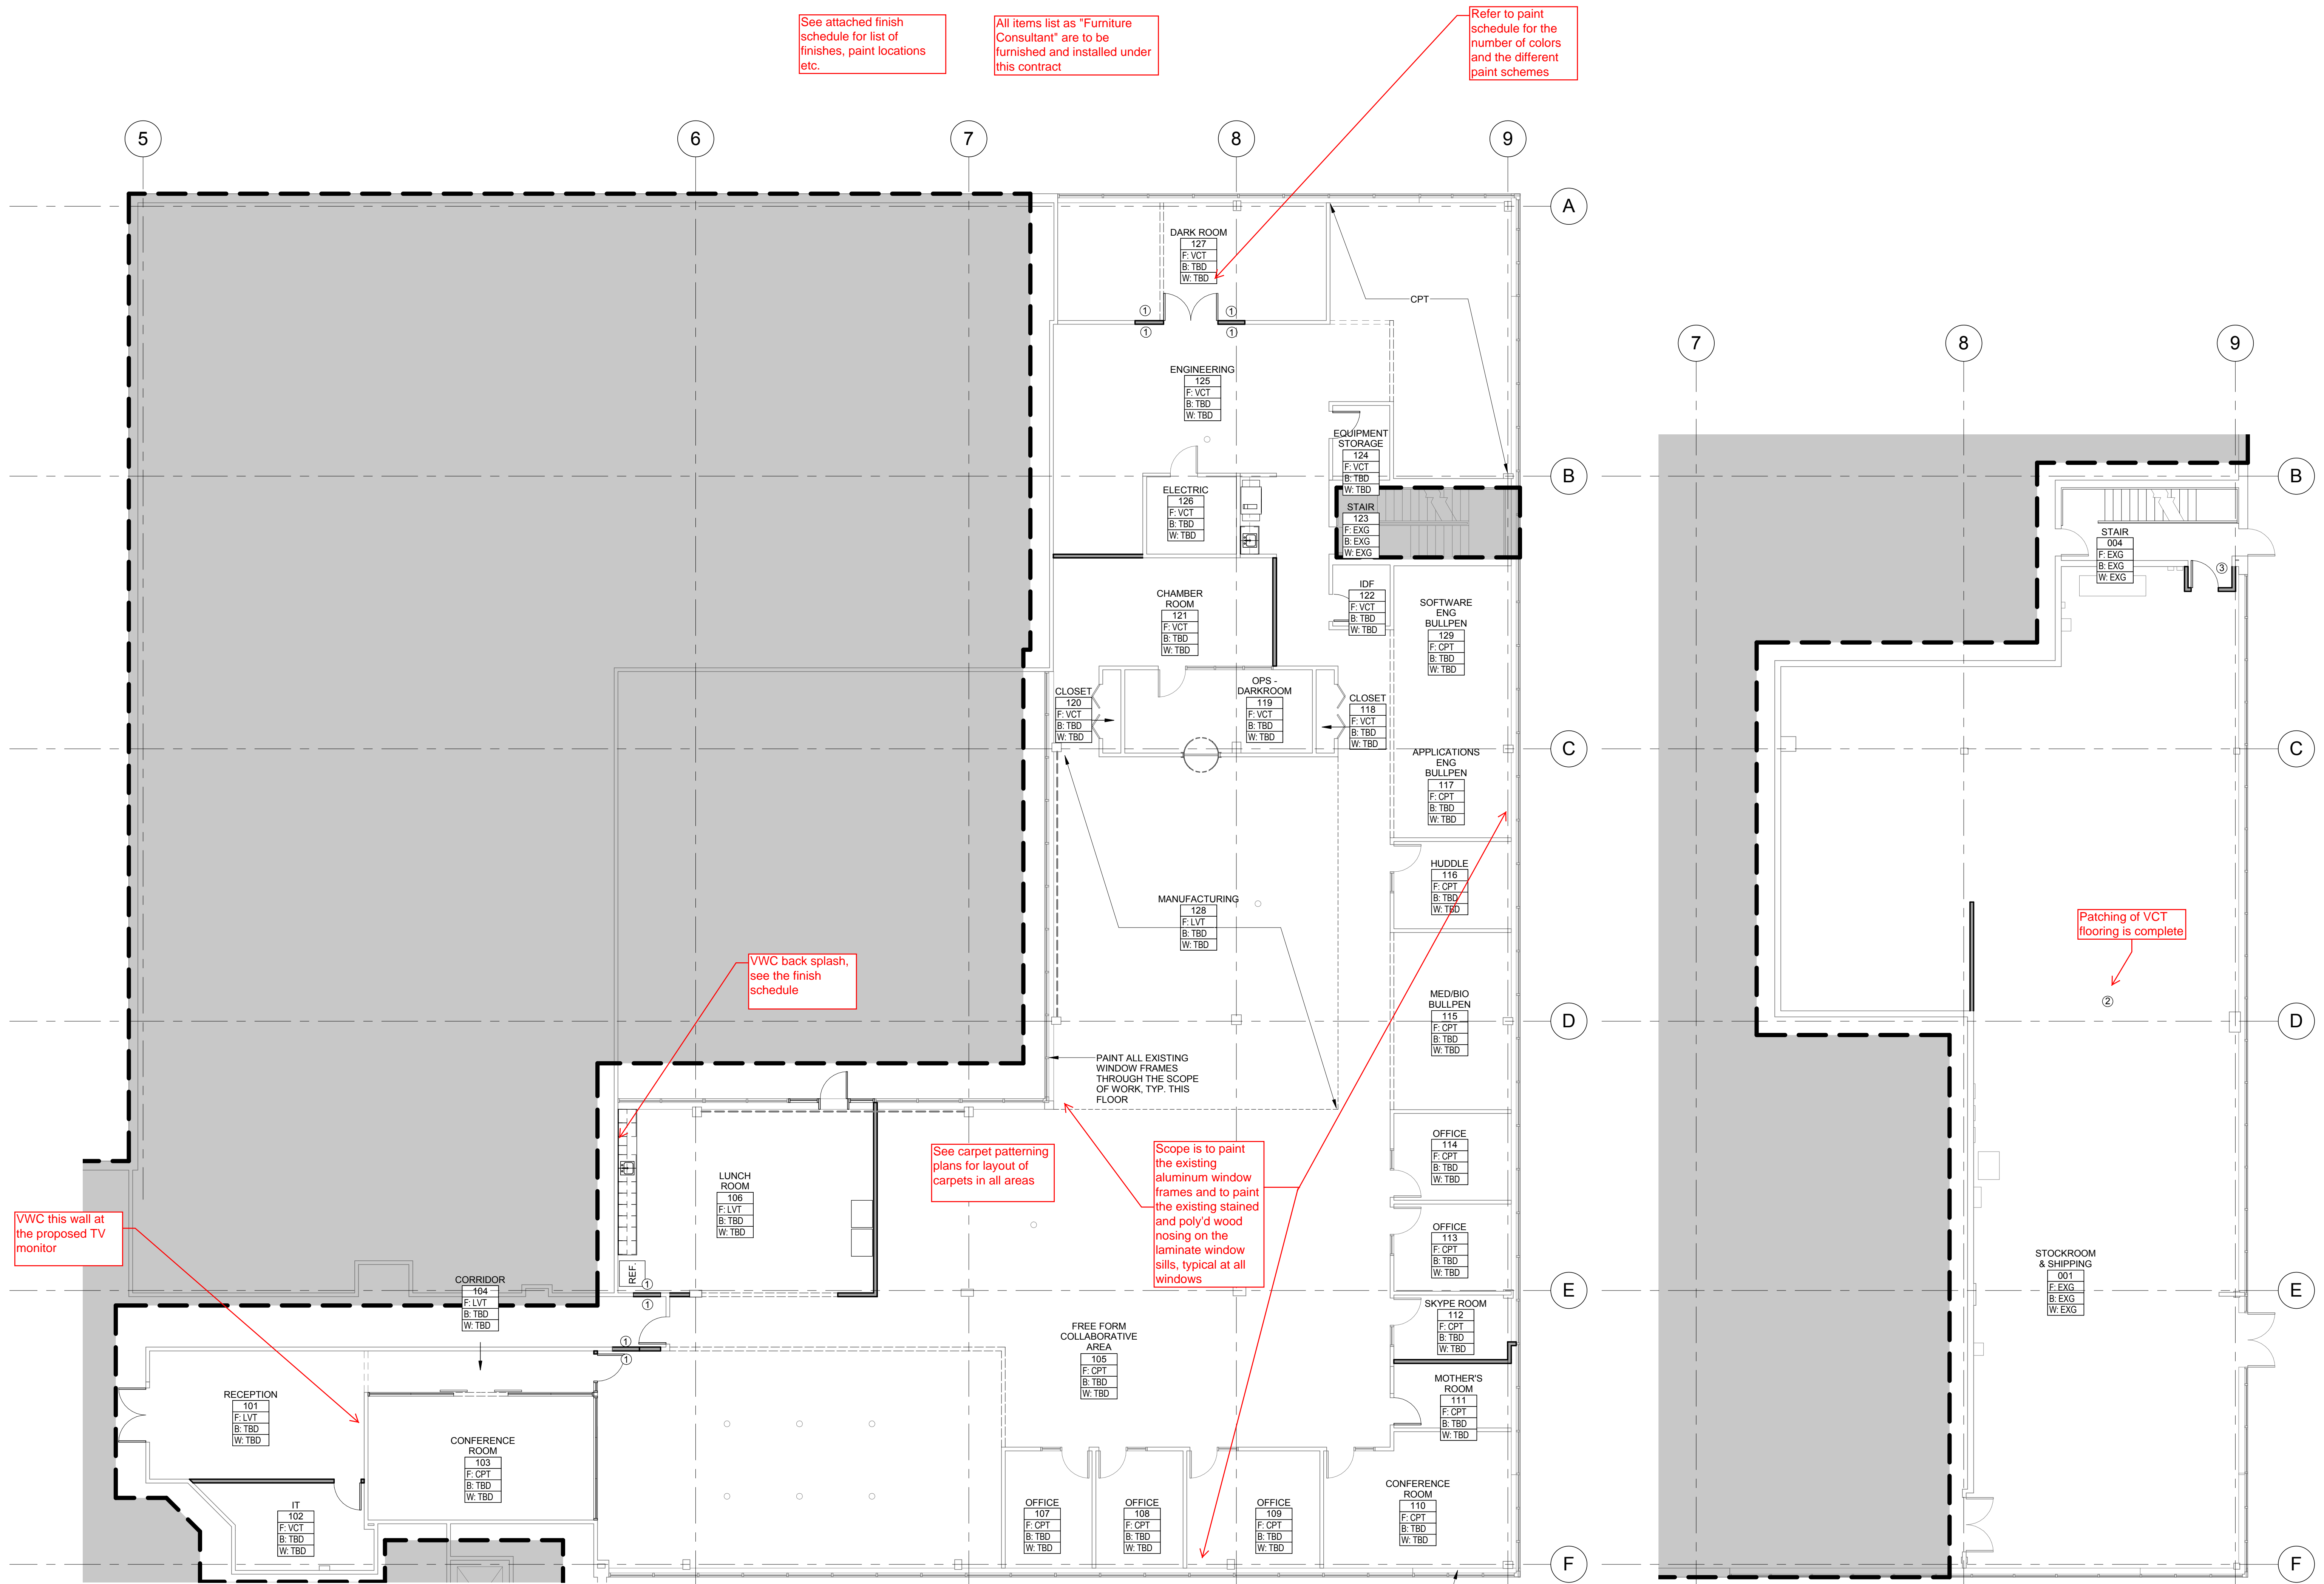 See attached finish
schedule for list of
finishes, paint locations
etc.
All items list as "Furniture
Consultant" are to be
furnished and installed under
this contract
Refer to paint
schedule for the
number of colors
and the different
paint schemes
5
6
7
8
9
A
B
C
D
E
F
DARK ROOM
127
F: VCT
B: TBD
W: TBD
1
1
1
1
CPT
ENGINEERING
125
F: VCT
B: TBD
W: TBD
EQUIPMENT
STORAGE
124
F: VCT
B: TBD
W: TBD
ELECTRIC
126
F: VCT
B: TBD
W: TBD
STAIR
123
F: EXG
B: EXG
W: EXG
IDF
122
F: VCT
B: TBD
W: TBD
CHAMBER
ROOM
121
F: VCT
B: TBD
W: TBD
SOFTWARE
ENG
BULLPEN
129
F: CPT
B: TBD
W: TBD
CLOSET
120
F: VCT
B: TBD
W: TBD
OPS -
DARKROOM
119
F: VCT
B: TBD
W: TBD
CLOSET
118
F: VCT
B: TBD
W: TBD
APPLICATIONS
ENG
BULLPEN
117
F: CPT
B: TBD
W: TBD
HUDDLE
116
F: CPT
B: TBD
W: TBD
MANUFACTURING
128
F: LVT
B: TBD
W: TBD
VWC back splash,
see the finish
schedule
MED/BIO
BULLPEN
115
F: CPT
B: TBD
W: TBD
PAINT ALL EXISTING
WINDOW FRAMES
THROUGH THE SCOPE
OF WORK, TYP. THIS
FLOOR
OFFICE
114
F: CPT
B: TBD
W: TBD
See carpet patterning
plans for layout of
carpets in all areas
Scope is to paint
the existing
aluminum window
frames and to paint
the existing stained
and poly'd wood
nosing on the
laminate window
sills, typical at all
windows
LUNCH
ROOM
106
F: LVT
B: TBD
W: TBD
REF.
1
1
VWC this wall at
the proposed TV
monitor
OFFICE
113
F: CPT
B: TBD
W: TBD
CORRIDOR
104
F: LVT
B: TBD
W: TBD
SKYPE ROOM
112
F: CPT
B: TBD
W: TBD
1
1
FREE FORM
COLLABORATIVE
AREA
105
F: CPT
B: TBD
W: TBD
MOTHER'S
ROOM
111
F: CPT
B: TBD
W: TBD
RECEPTION
101
F: LVT
B: TBD
W: TBD
CONFERENCE
ROOM
103
F: CPT
B: TBD
W: TBD
IT
102
F: VCT
B: TBD
W: TBD
OFFICE
107
F: CPT
B: TBD
W: TBD
OFFICE
108
F: CPT
B: TBD
W: TBD
OFFICE
109
F: CPT
B: TBD
W: TBD
CONFERENCE
ROOM
110
F: CPT
B: TBD
W: TBD
7
8
9
B
C
D
E
F
STAIR
004
F: EXG
B: EXG
W: EXG
3
Patching of VCT
flooring is complete
2
STOCKROOM
& SHIPPING
001
F: EXG
B: EXG
W: EXG